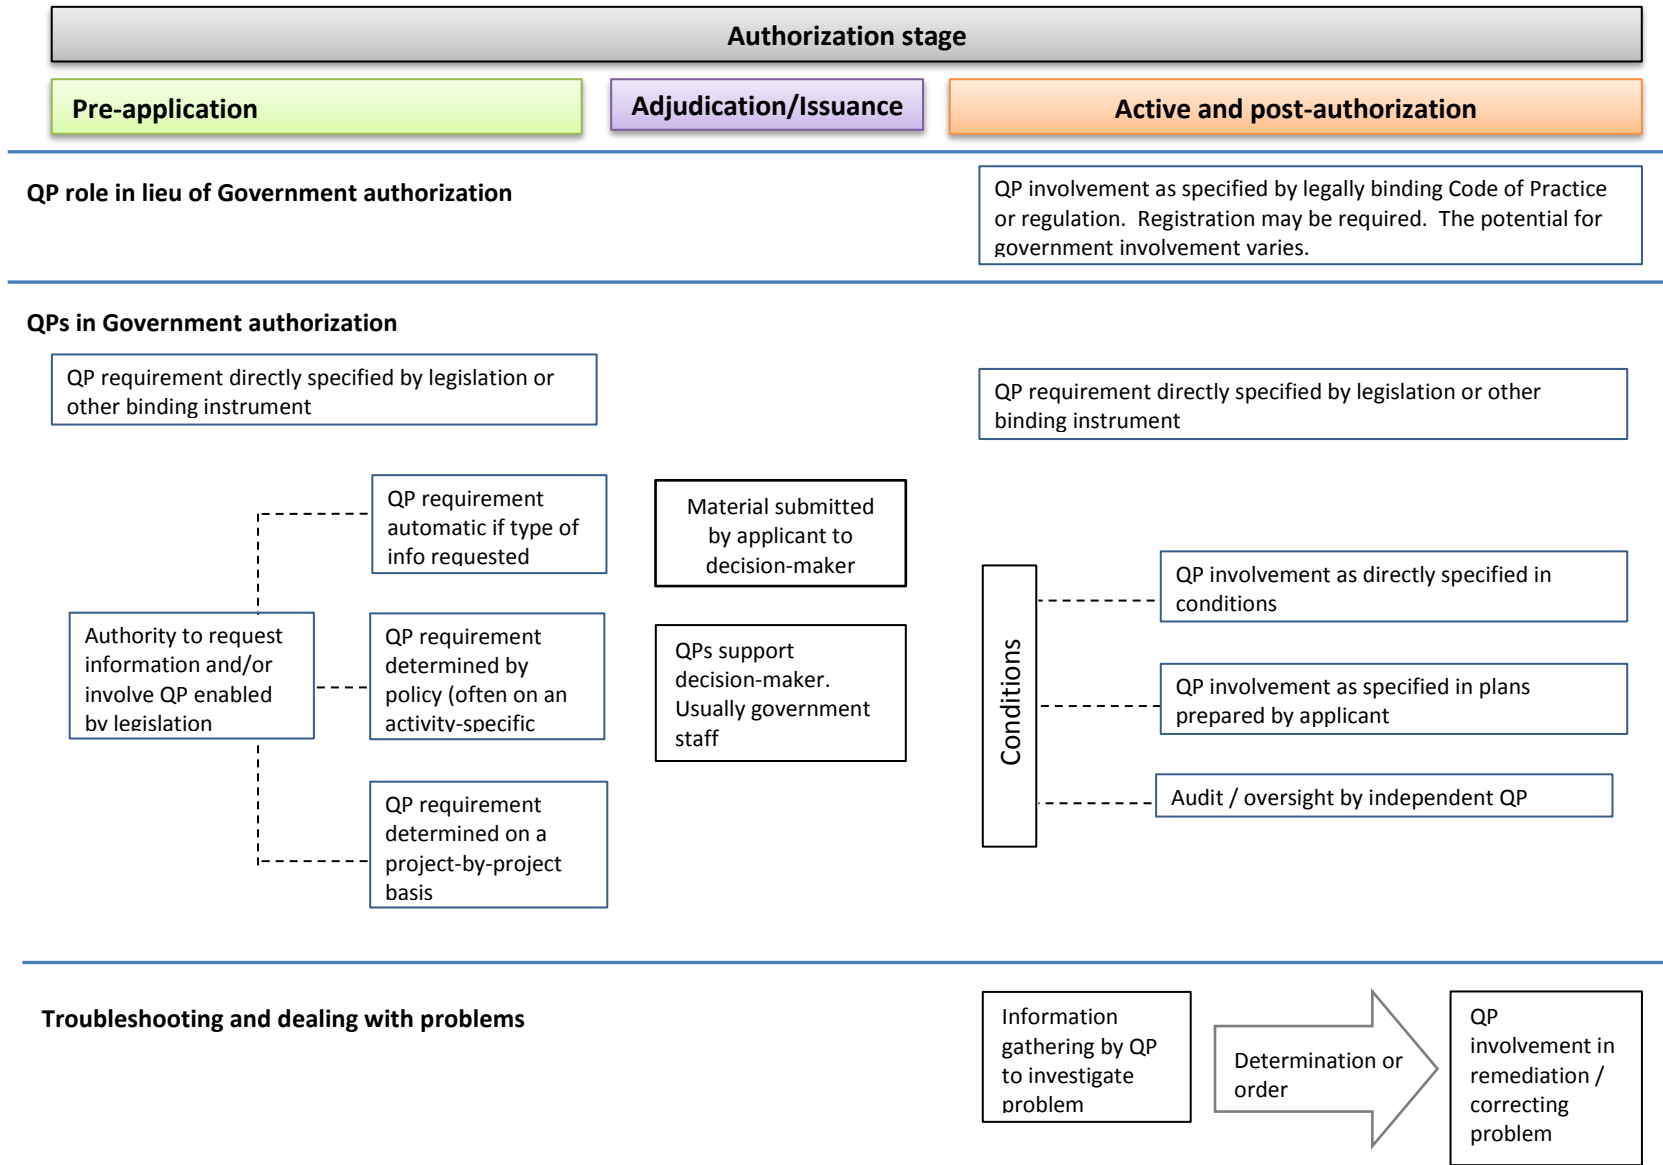 Authorization stage
Pre-application
Adjudication/Issuance
Active and post-authorization
QP role in lieu of Government authorization
QP involvement as specified by legally binding Code of Practice
or regulation.  Registration may be required.  The potential for
government involvement varies.
QPs in Government authorization
QP requirement directly specified by legislation or
other binding instrument
QP requirement directly specified by legislation or other
binding instrument
Authority to request
information and/or
involve QP enabled
by legislation
QP requirement
automatic if type of
info requested
QP requirement
determined by
policy (often on an
activity-specific
QP requirement
determined on a
project-by-project
basis
Material submitted
by applicant to
decision-maker
QPs support
decision-maker.
Usually government
staff
Conditions
QP involvement as directly specified in
conditions
QP involvement as specified in plans
prepared by applicant
Audit / oversight by independent QP
Troubleshooting and dealing with problems
Information
gathering by QP
to investigate
problem
Determination or
order
QP
involvement in
remediation /
correcting
problem